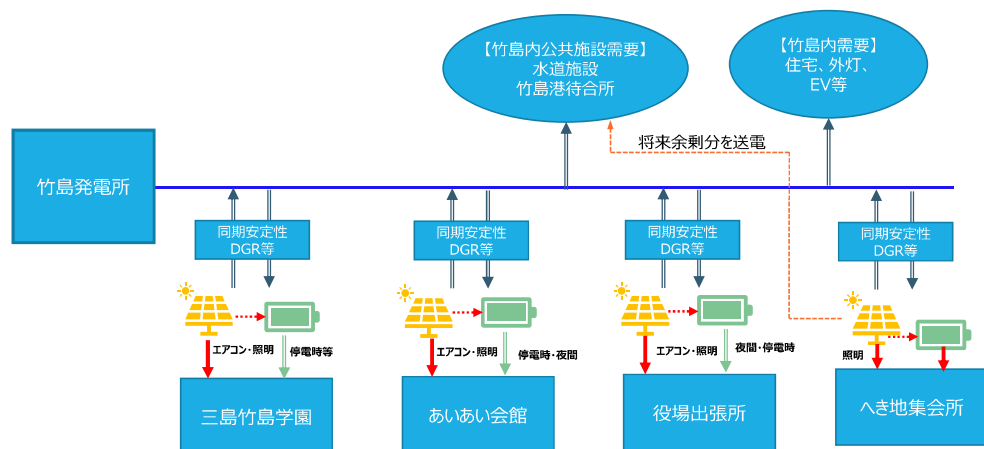 【竹島内公共施設需要】
水道施設
竹島港待合所
【竹島内需要】
住宅、外灯、
EV等
将来余剰分を送電
竹島発電所
同期安定性
DGR等
同期安定性
DGR等
同期安定性
DGR等
同期安定性
DGR等
エアコン・照明
停電時等
エアコン・照明
停電時・夜間
エアコン・照明
夜間・停電時
照明
三島竹島学園
あいあい会館
役場出張所
へき地集会所